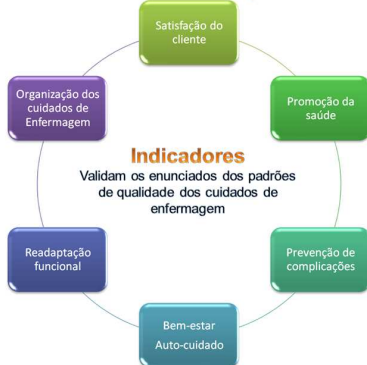 Satisfação do
cliente
Organização dos
cuidados de
Enfermagem
Promoção da
saúde
Indicadores
Validam os enunciados dos padrões
de qualidade dos cuidados de
enfermagem
Readaptação
funcional
Prevenção de
complicações
Bem-estar
Auto-cuidado